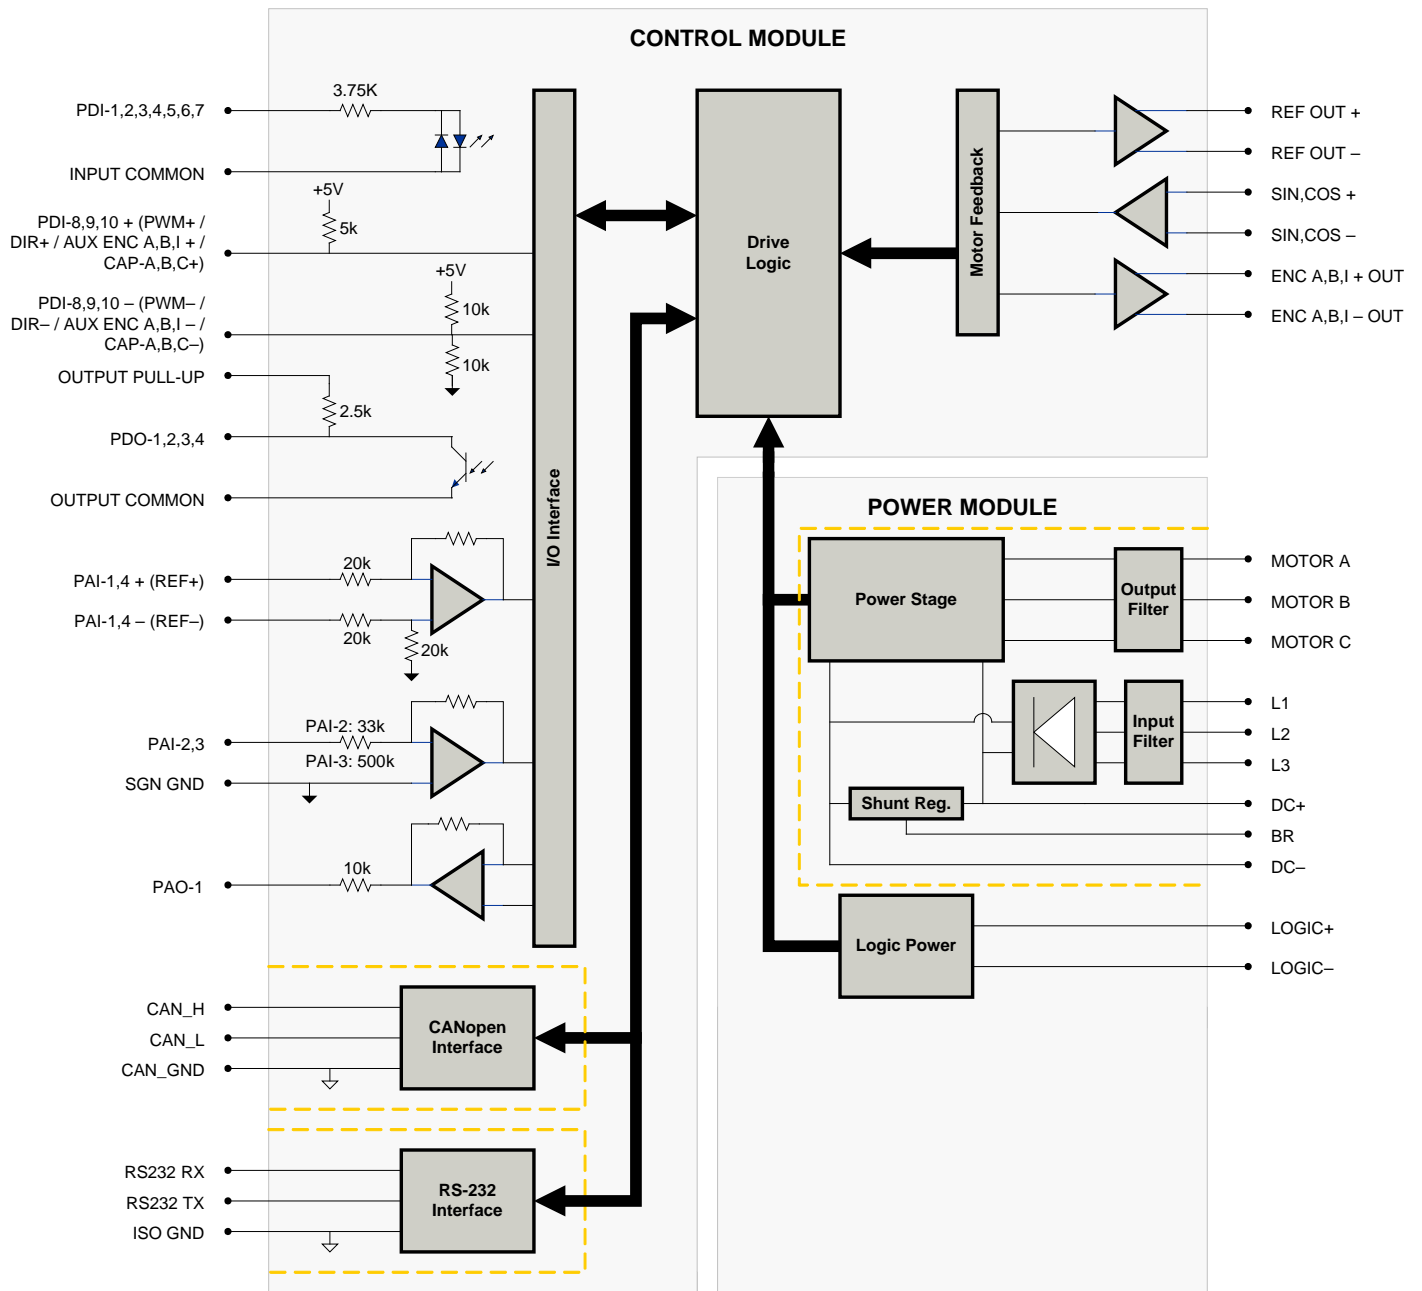 CONTROL MODULE
PDI-1,2,3,4,5,6,7
3.75K
INPUT COMMON
+5V
5k
PDI-8,9,10 + (PWM+ /
DIR+ / AUX ENC A,B,I + /
CAP-A,B,C+)
+5V
10k
10k
PDI-8,9,10 – (PWM– /
DIR– / AUX ENC A,B,I – /
CAP-A,B,C–)
OUTPUT PULL-UP
2.5k
PDO-1,2,3,4
OUTPUT COMMON
PAI-1,4 + (REF+)
20k
PAI-1,4 – (REF–)
20k
20k
PAI-2,3
PAI-2: 33k
PAI-3: 500k
SGN GND
PAO-1
10k
I/O Interface
CAN_H
CAN_L
CAN_GND
CANopen
Interface
RS232 RX
RS232 TX
ISO GND
RS-232
Interface
Drive
Logic
Motor Feedback
REF OUT +
REF OUT –
SIN,COS +
SIN,COS –
ENC A,B,I + OUT
ENC A,B,I – OUT
POWER MODULE
Power Stage
Output
Filter
MOTOR A
MOTOR B
MOTOR C
Input
Filter
L1
L2
L3
Shunt Reg.
DC+
BR
DC–
Logic Power
LOGIC+
LOGIC–